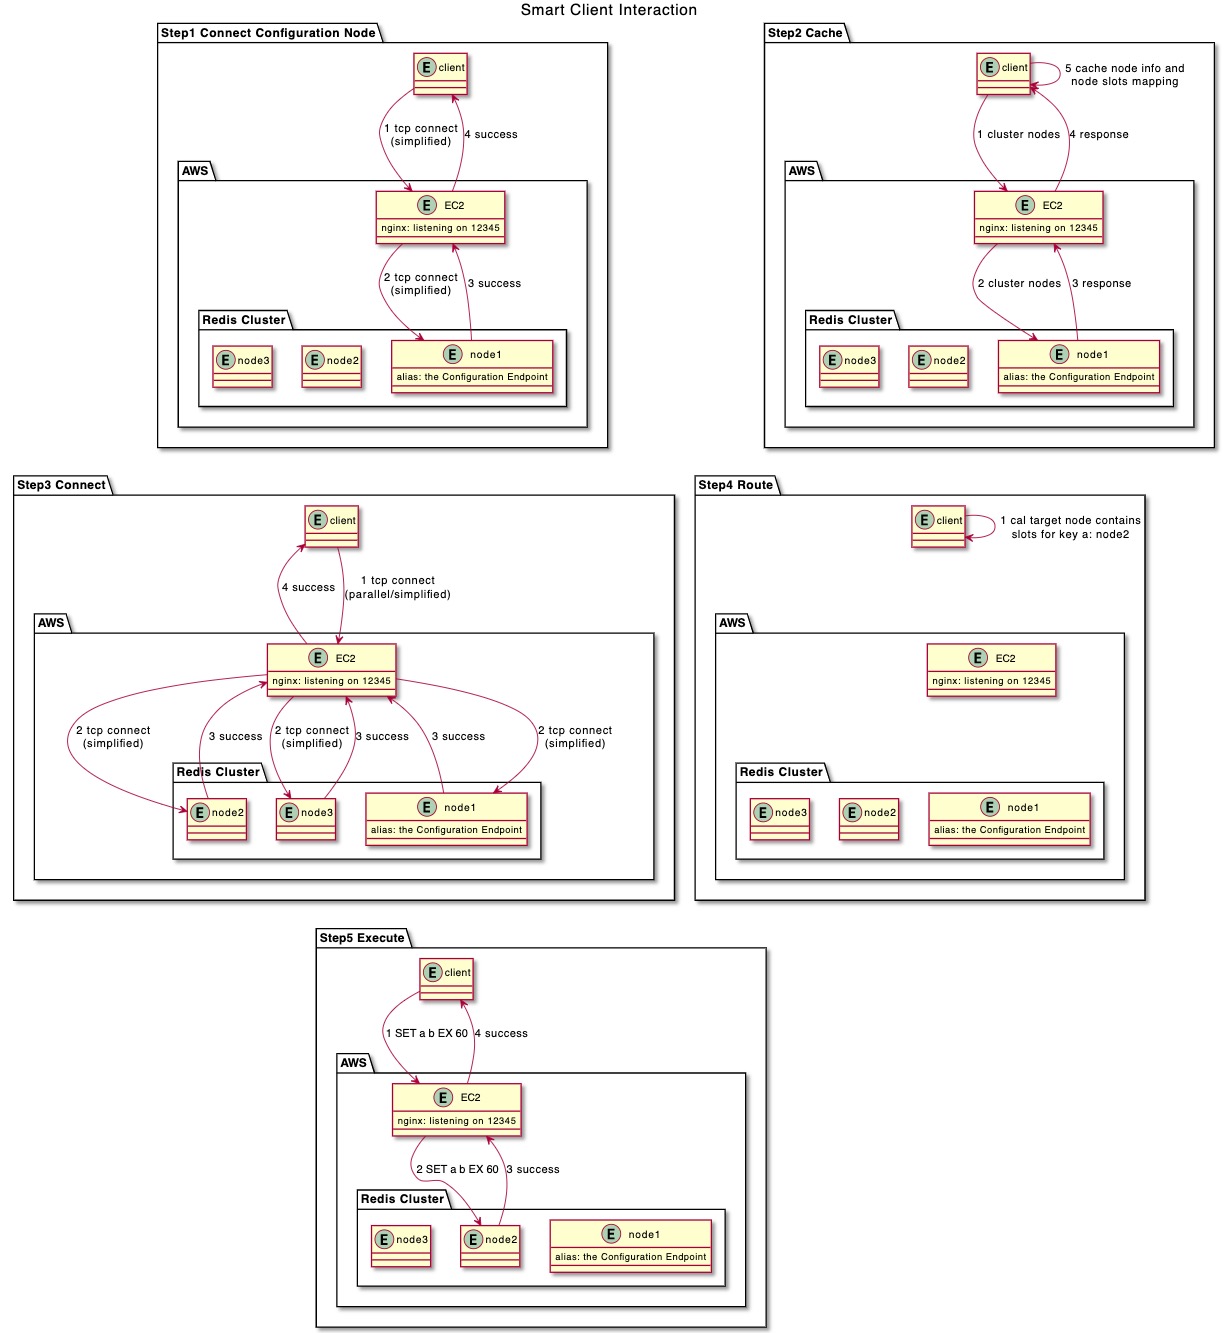 Smart Client Interaction
Step1 Connect Configuration Node
E client
1 tcp connect
(simplified)
4 success
AWS
E EC2
nginx: listening on 12345
2 tcp connect
(simplified)
3 success
Redis Cluster
E node3
E node2
E node1
alias: the Configuration Endpoint
Step2 Cache
E client
5 cache node info and
node slots mapping
1 cluster nodes
4 response
AWS
E EC2
nginx: listening on 12345
2 cluster nodes
3 response
Redis Cluster
E node3
E node2
E node1
alias: the Configuration Endpoint
Step3 Connect
E client
4 success
1 tcp connect
(parallel/simplified)
AWS
E EC2
nginx: listening on 12345
2 tcp connect
(simplified)
3 success
2 tcp connect
(simplified)
3 success
3 success
2 tcp connect
(simplified)
Redis Cluster
E node2
E node3
E node1
alias: the Configuration Endpoint
Step4 Route
E client
1 cal target node contains
slots for key a: node2
AWS
E EC2
nginx: listening on 12345
Redis Cluster
E node3
E node2
E node1
alias: the Configuration Endpoint
Step5 Execute
E client
1 SET a b EX 60
4 success
AWS
E EC2
nginx: listening on 12345
2 SET a b EX 60
3 success
Redis Cluster
E node3
E node2
E node1
alias: the Configuration Endpoint